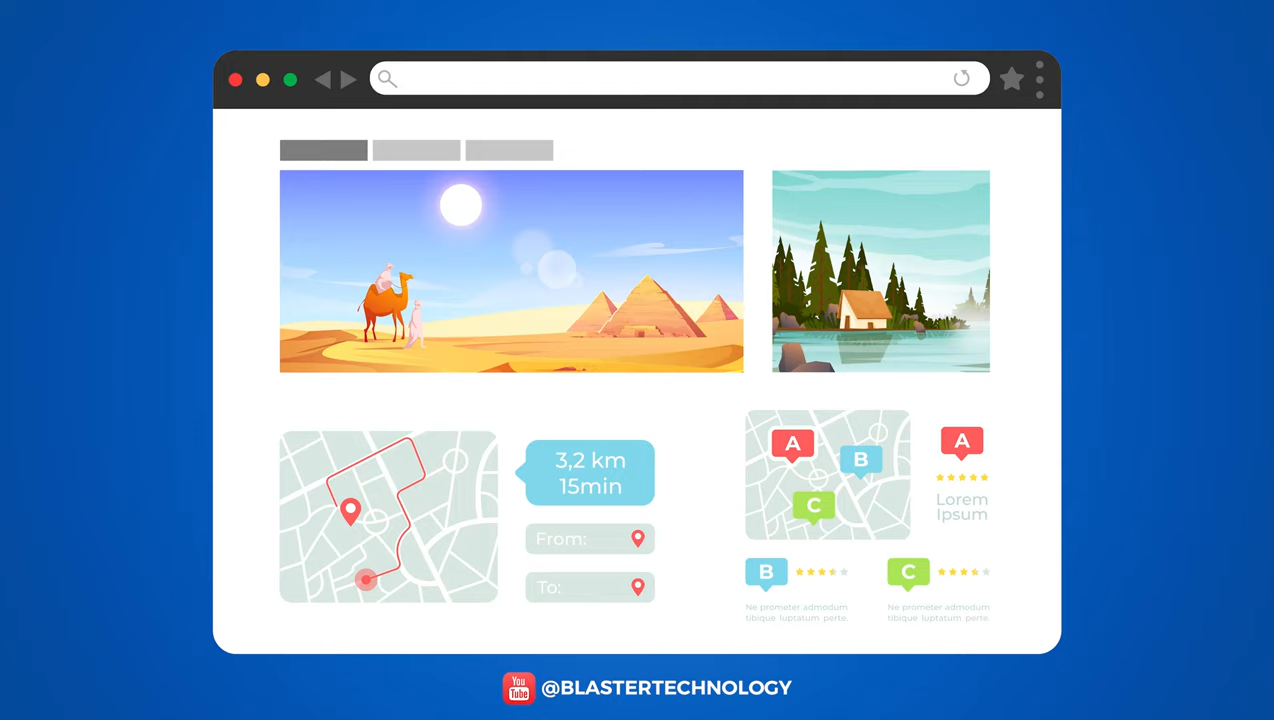 3,2 km
15min
From:
To:
A
B
C
A
Lorem
Ipsum
B
Ne prometer admodum
tibique luptatum perte.
C
Ne prometer admodum
tibique luptatum perte.
You
Tube
@BLASTERTECHNOLOGY